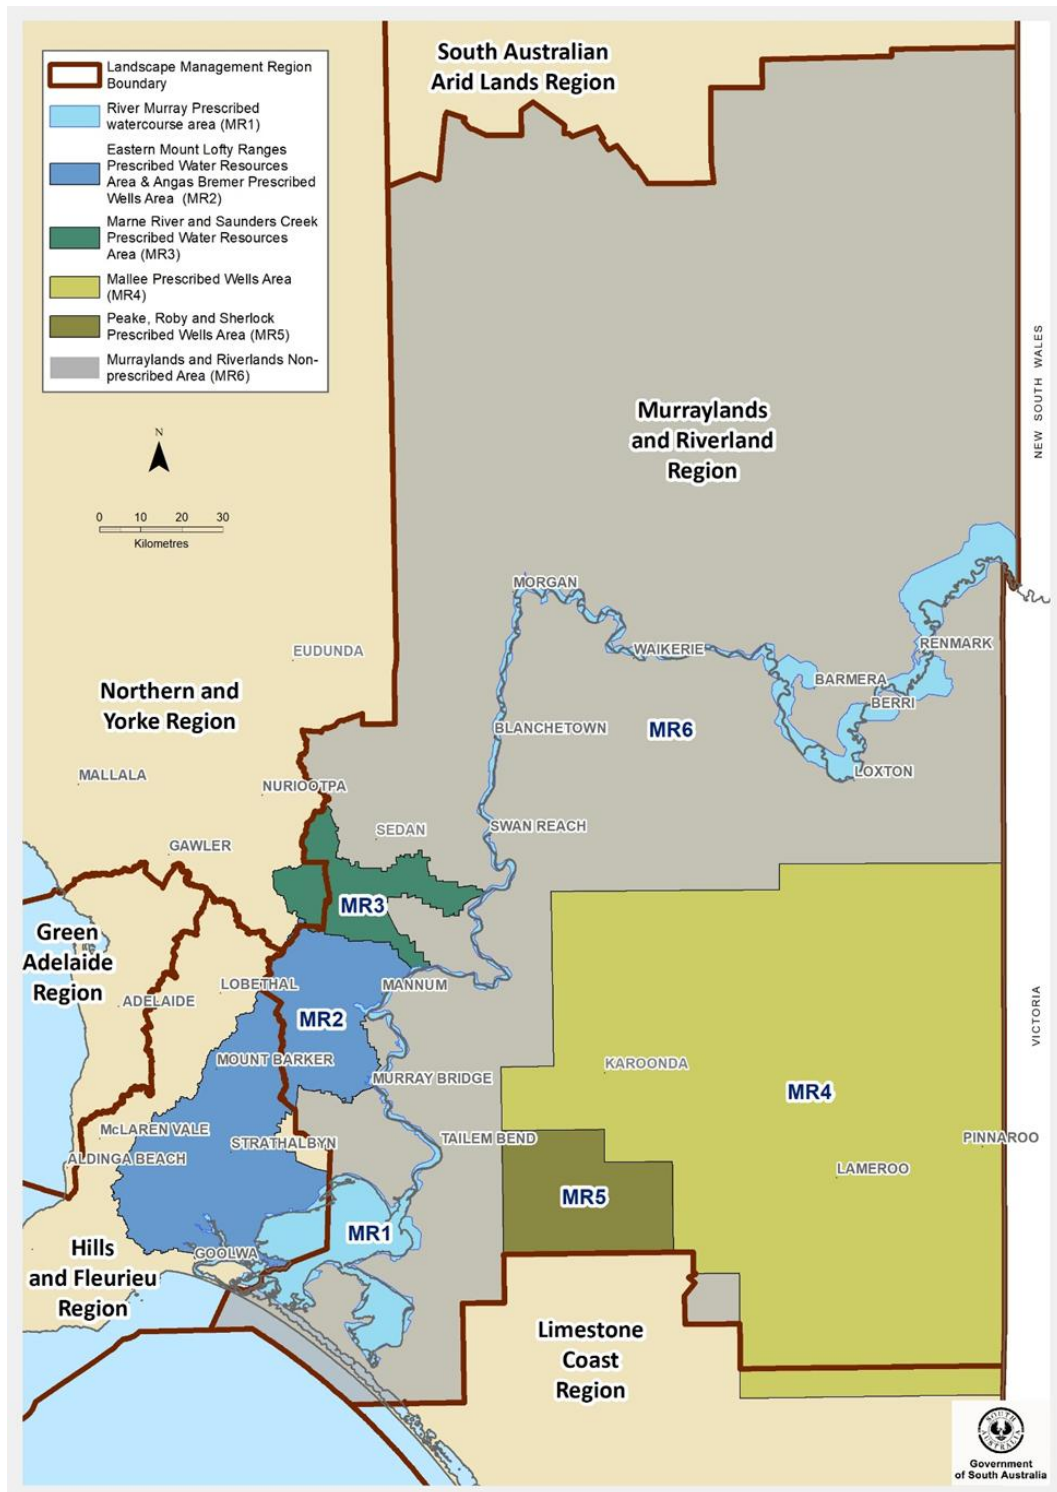 South Australian
Arid Lands Region
Landscape Management Region
Boundary
River Murray Prescribed
watercourse area (MR1)
Eastern Mount Lofty Ranges
Prescribed Water Resources
Area & Angas Bremer Prescribed
Wells Area (MR2)
Marne River and Saunders Creek
Prescribed Water Resources
Area (MR3)
Mallee Prescribed Wells Area
(MR4)
Peake, Roby and Sherlock
Prescribed Wells Area (MR5)
Murraylands and Riverlands Non-
prescribed Area (MR6)
NEW SOUTH WALES
Murraylands
and Riverland
Region
N
0 10 20 30
Kilometres
MORGAN
EUDUNDA
WAIKERIE
RENMARK
BARMERA
BERRI
Northern and
Yorke Region
BLANCHETOWN
MR6
LOXTON
MALLALA
NURIOOTPA
SEDAN
SWAN REACH
GAWLER
MR3
Green
Adelaide
Region
LOBETHAL
MANNUM
ADELAIDE
MR2
VICTORIA
MOUNT BARKER
KAROONDA
MURRAY BRIDGE
MR4
McLAREN VALE
STRATHALBYN
TAILEM BEND
PINNAROO
ALDINGA BEACH
LAMEROO
MR5
MR1
Hills
and Fleurieu
Region
GOOLWA
Limestone
Coast
Region
SOUTH
AUSTRALIA
Government
of South Australia